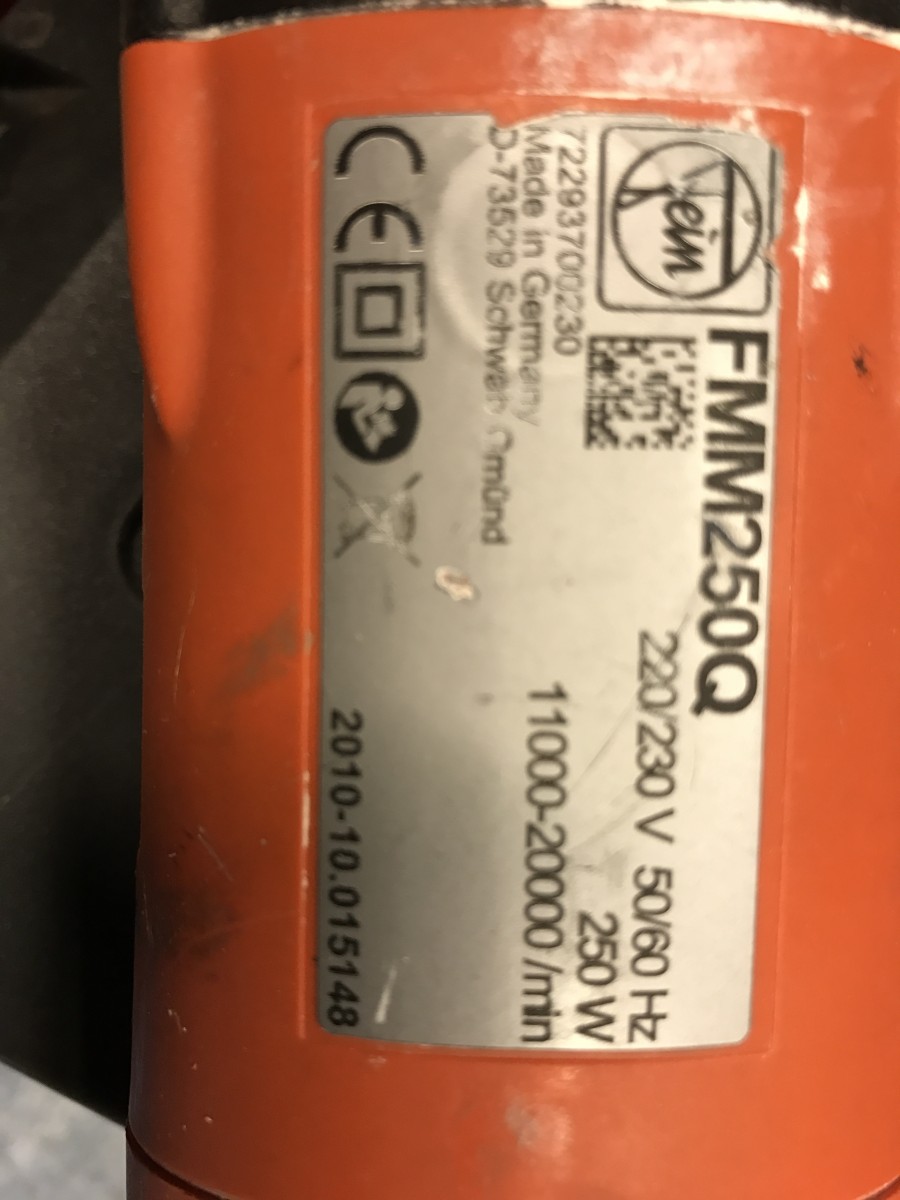 Fein
FMM250Q
220/230 V 50/60 Hz
250 W
11000-20000 /min
72293700230
Made in Germany
D-73529 Schwäb. Gmünd
CE
2010-10.015148